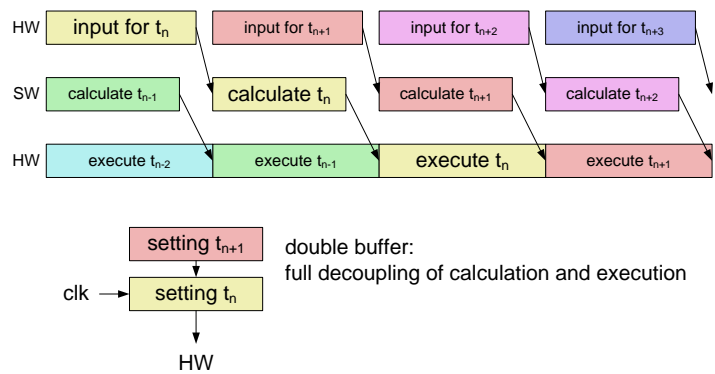 HW input for tn input for tn+1 input for tn+2 input for tn+3
SW calculate tn-1 calculate tn calculate tn+1 calculate tn+2
HW execute tn-2 execute tn-1 execute tn execute tn+1
setting tn+1
double buffer:
full decoupling of calculation and execution
clk setting tn
HW